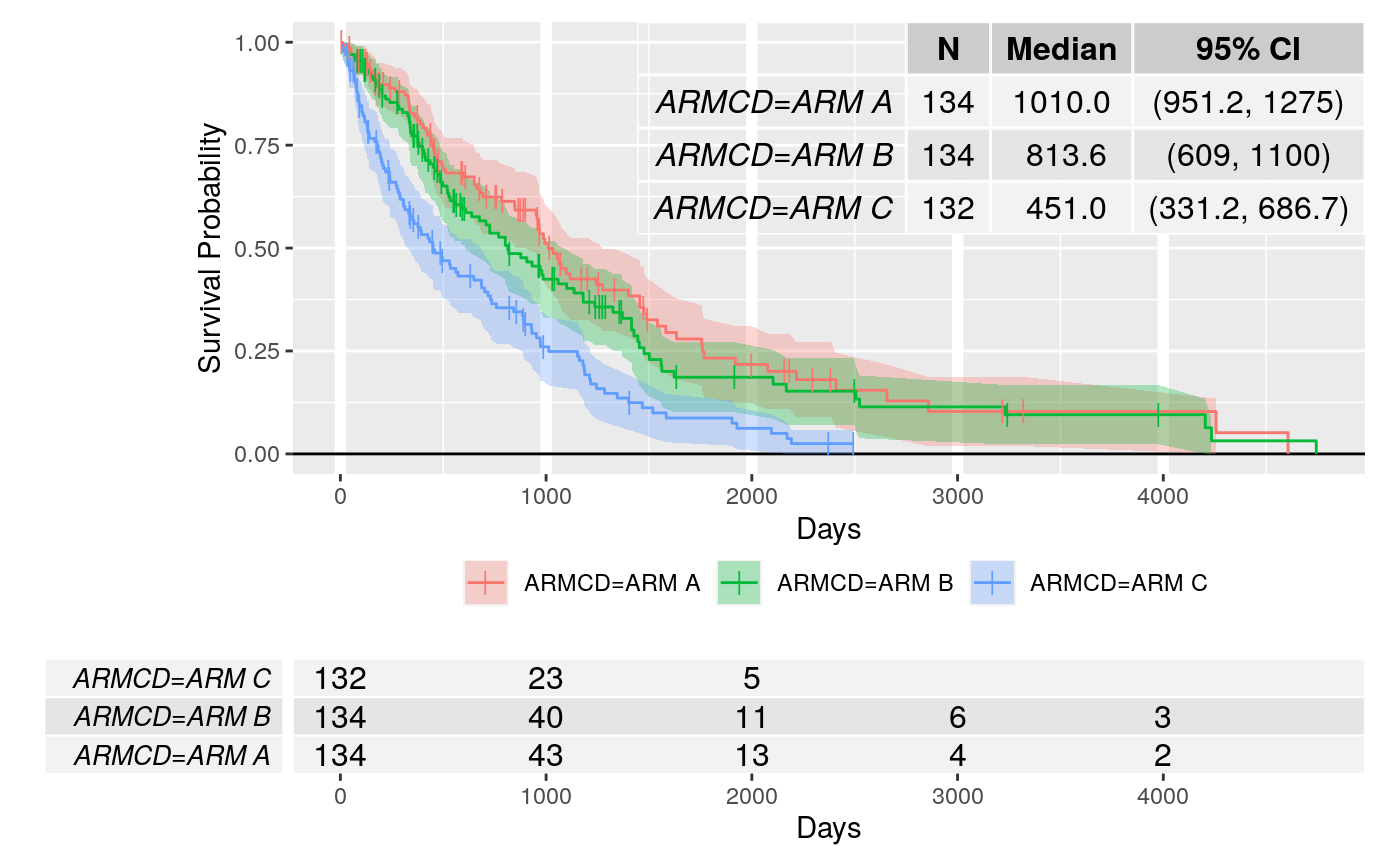 N Median 95% CI
ARMCD=ARM A 134 1010.0 (951.2, 1275)
ARMCD=ARM B 134 813.6 (609, 1100)
ARMCD=ARM C 132 451.0 (331.2, 686.7)
Survival Probability
1.00
0.75
0.50
0.25
0.00
0 1000 2000 3000 4000
Days
ARMCD=ARM A ARMCD=ARM B ARMCD=ARM C
ARMCD=ARM C 132 23 5
ARMCD=ARM B 134 40 11 6 3
ARMCD=ARM A 134 43 13 4 2
0 1000 2000 3000 4000
Days